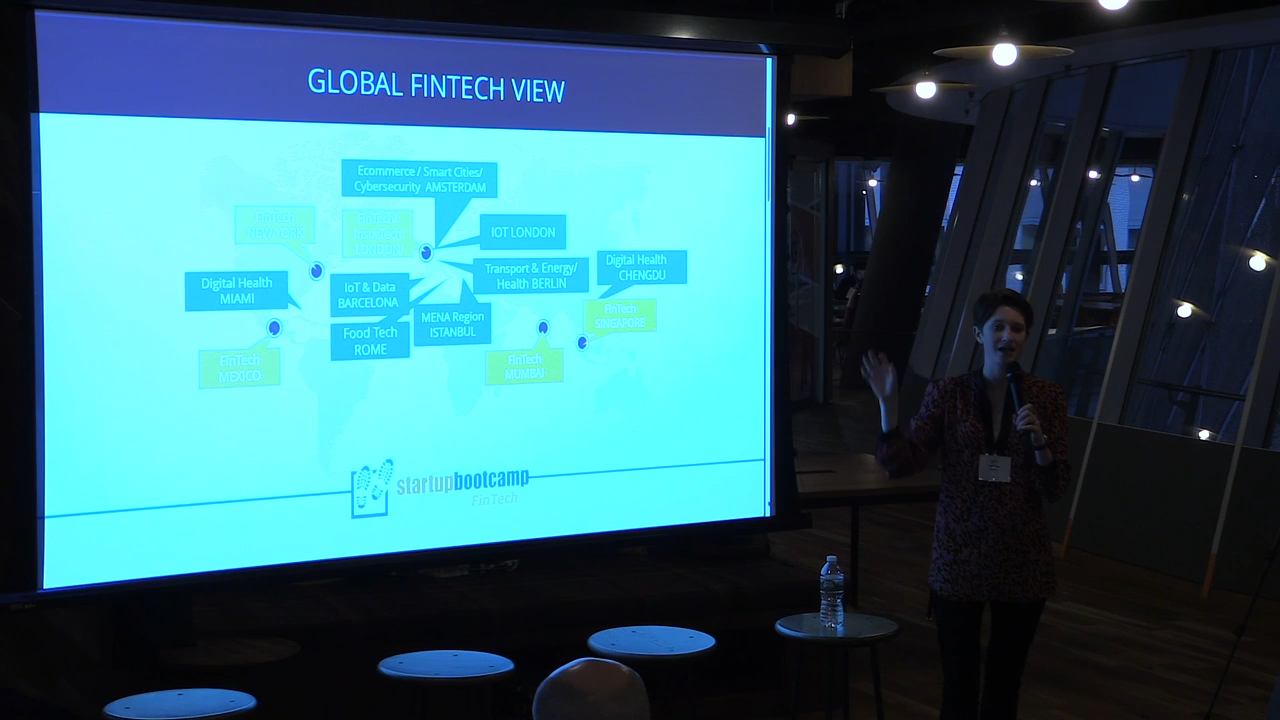 GLOBAL FINTECH VIEW
Ecommerce / Smart Cities/
Cybersecurity AMSTERDAM
FinTech
NEW YORK
LONDON
IOT LONDON
Digital Health
MIAMI
IoT & Data
BARCELONA
Transport & Energy/
Health BERLIN
Digital Health
CHENGDU
Food Tech
ROME
MENA Region
ISTANBUL
FinTech
SINGAPORE
FinTech
MEXICO
FinTech
MUMBAI
startupbootcamp
FinTech